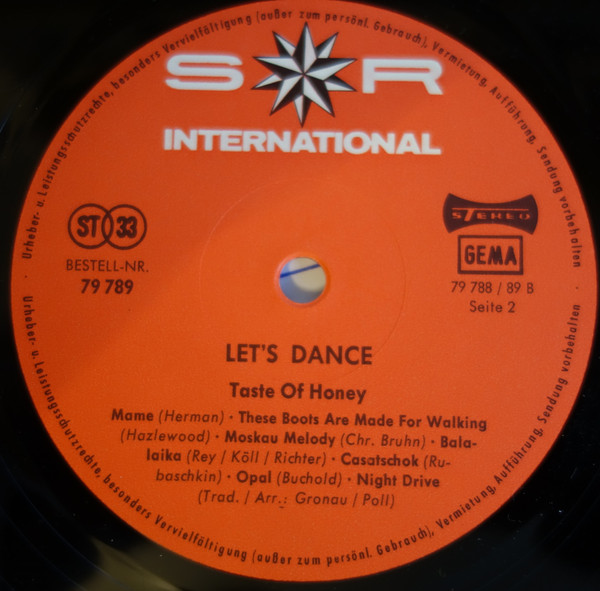 Urheber- u. Leistungsschutzrechte, besonders Vervielfältigung (außer zum persönl. Gebrauch), Vermietung, Aufführung, Sendung vorbehalten
S R
INTERNATIONAL
ST 33
STEREO
GEMA
BESTELL-NR.
79 789
79 788 / 89 B
Seite 2
LET'S DANCE
Taste Of Honey
Mame (Herman) · These Boots Are Made For Walking
(Hazlewood) · Moskau Melody (Chr. Bruhn) · Bala-
laika (Rey / Köll / Richter) · Casatschok (Ru-
baschkin) · Opal (Buchold) · Night Drive
(Trad. / Arr.: Gronau / Poll)
Urheber- u. Leistungsschutzrechte, besonders Vervielfältigung (außer zum persönl. Gebrauch), Vermietung, Aufführung, Sendung vorbehalten